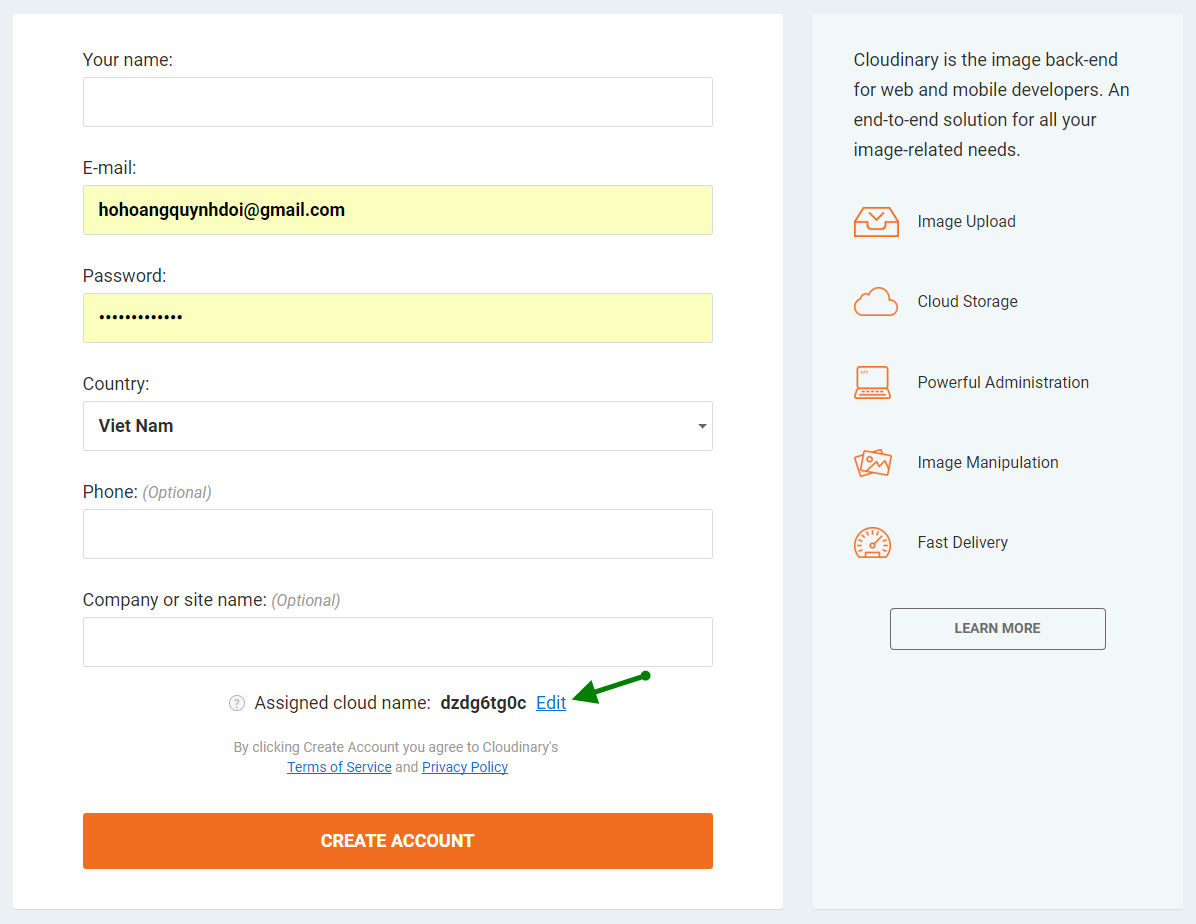 Your name:
E-mail:
hohoangquynhdoi@gmail.com
Password:
•••••••••••••
Country:
Viet Nam
Phone: (Optional)
Company or site name: (Optional)
? Assigned cloud name: dzdg6tg0c Edit
By clicking Create Account you agree to Cloudinary's
Terms of Service and Privacy Policy
CREATE ACCOUNT
Cloudinary is the image back-end
for web and mobile developers. An
end-to-end solution for all your
image-related needs.
Image Upload
Cloud Storage
Powerful Administration
Image Manipulation
Fast Delivery
LEARN MORE